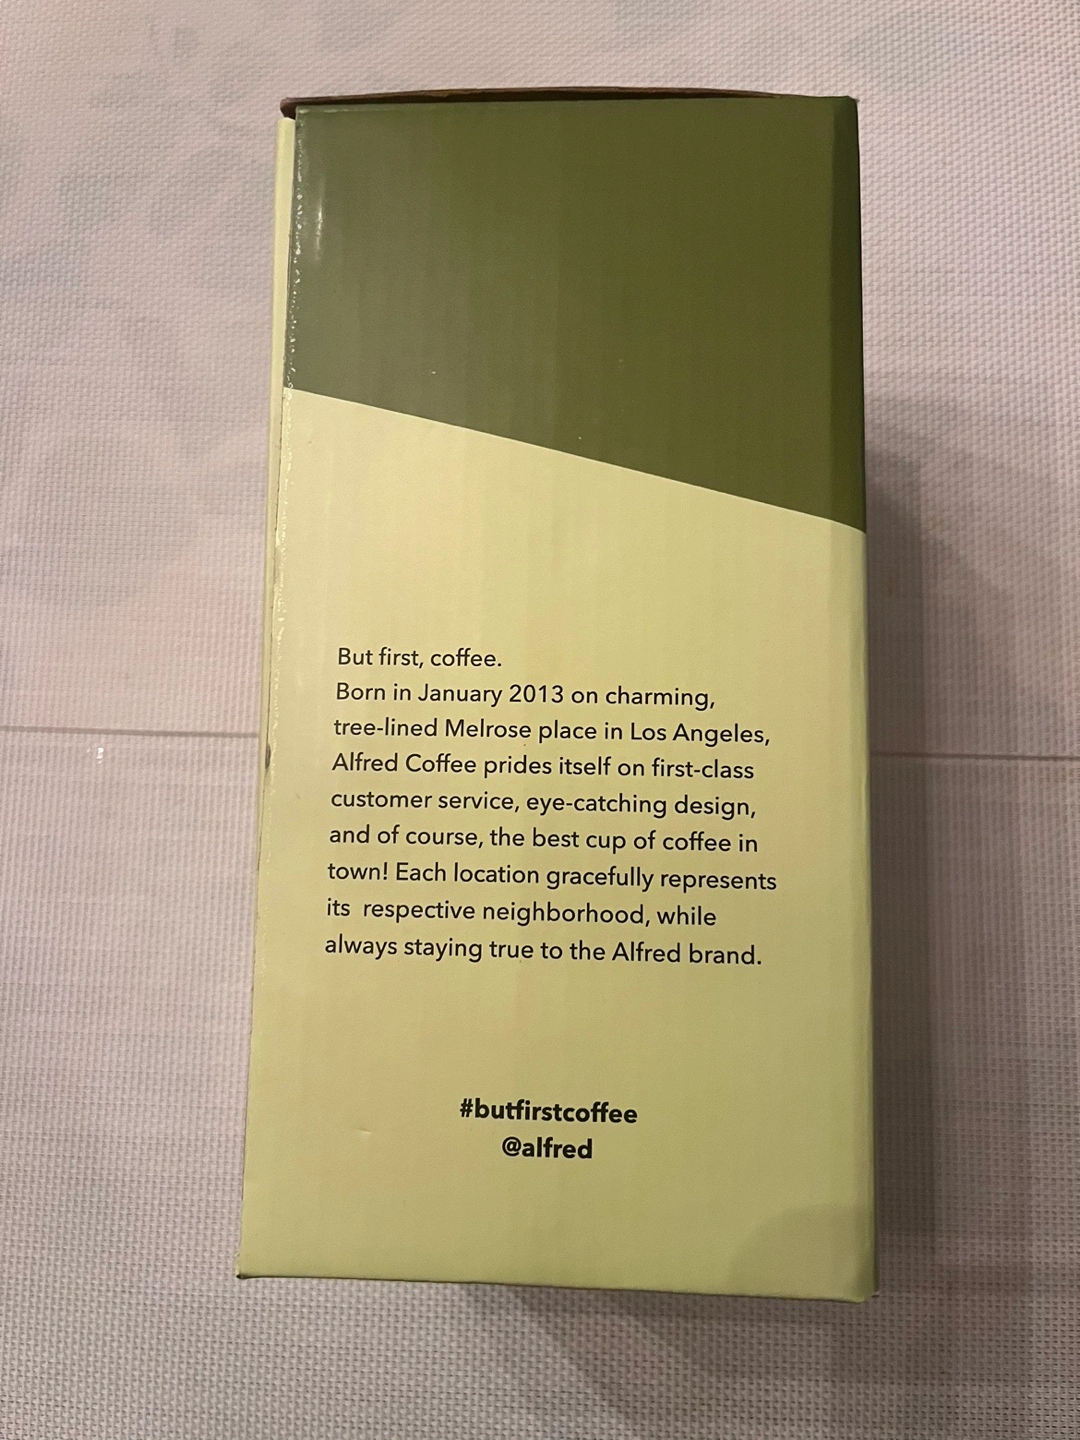 But first, coffee.
Born in January 2013 on charming,
tree-lined Melrose place in Los Angeles,
Alfred Coffee prides itself on first-class
customer service, eye-catching design,
and of course, the best cup of coffee in
town! Each location gracefully represents
its  respective neighborhood, while
always staying true to the Alfred brand.
#butfirstcoffee
@alfred